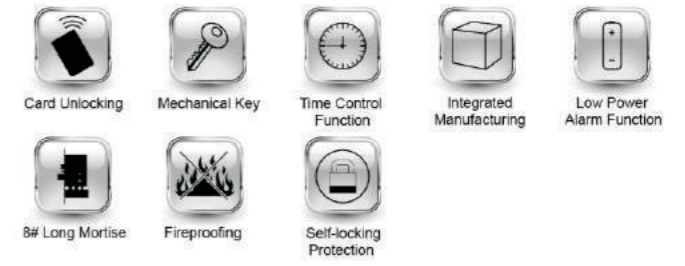 Card Unlocking
Mechanical Key
Time Control
Function
Integrated
Manufacturing
Low Power
Alarm Function
8# Long Mortise
Fireproofing
Self-locking
Protection